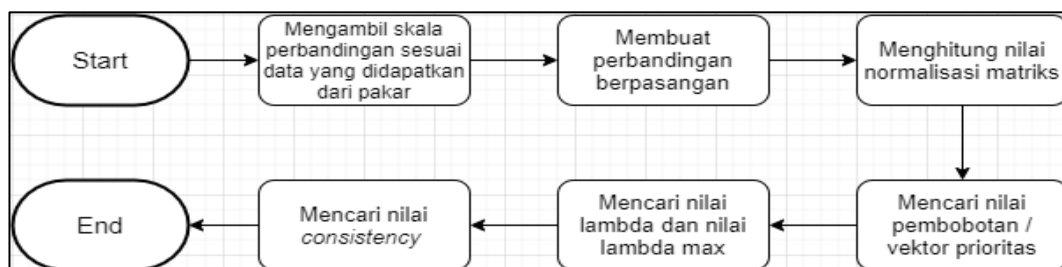 Start
Mengambil skala
perbandingan sesuai
data yang didapatkan
dari pakar
Membuat
perbandingan
berpasangan
Menghitung nilai
normalisasi matriks
Mencari nilai
pembobotan /
vektor prioritas
Mencari nilai
lambda dan nilai
lambda max
Mencari nilai
consistency
End